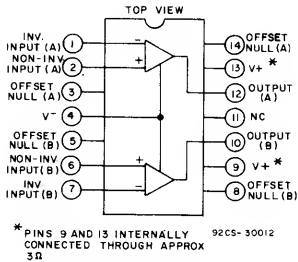 TOP VIEW
INV.
INPUT (A)
1
NON-INV
INPUT (A)
2
OFFSET
NULL (A)
3
V-
4
OFFSET
NULL (B)
5
NON-INV
INPUT (B)
6
INV
INPUT (B)
7
-
+
+
-
14
OFFSET
NULL (A)
13
V+ *
12
OUTPUT
(A)
11
NC
10
OUTPUT
(B)
9
V+ *
8
OFFSET
NULL (B)
* PINS 9 AND 13 INTERNALLY
CONNECTED THROUGH APPROX
3Ω
92CS-30012